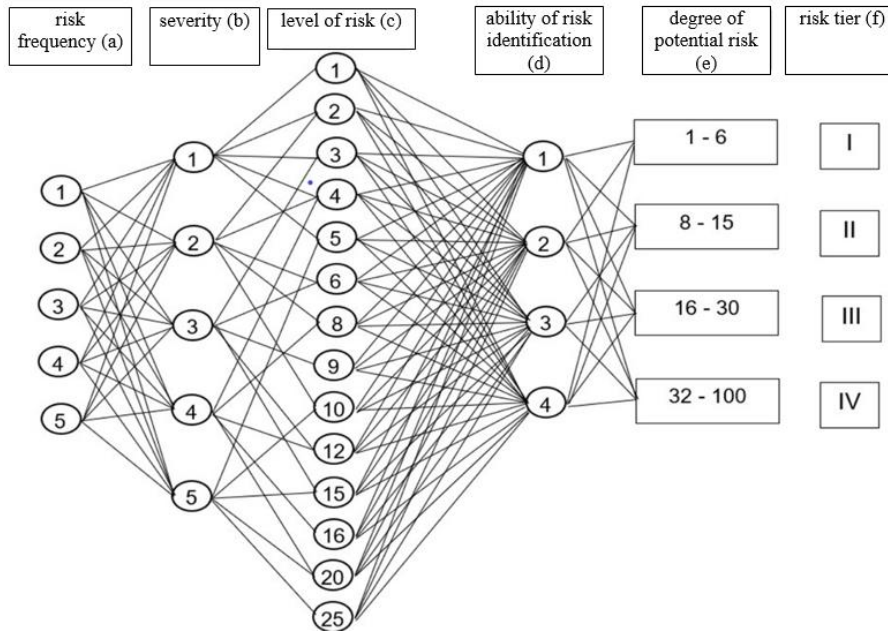 risk
frequency (a)
severity (b)
level of risk (c)
ability of risk
identification
(d)
degree of
potential risk
(e)
risk tier (f)
1
2
3
4
5
1
2
3
4
5
1
2
3
4
5
6
8
9
10
12
15
16
20
25
1
2
3
4
1 - 6
8 - 15
16 - 30
32 - 100
I
II
III
IV